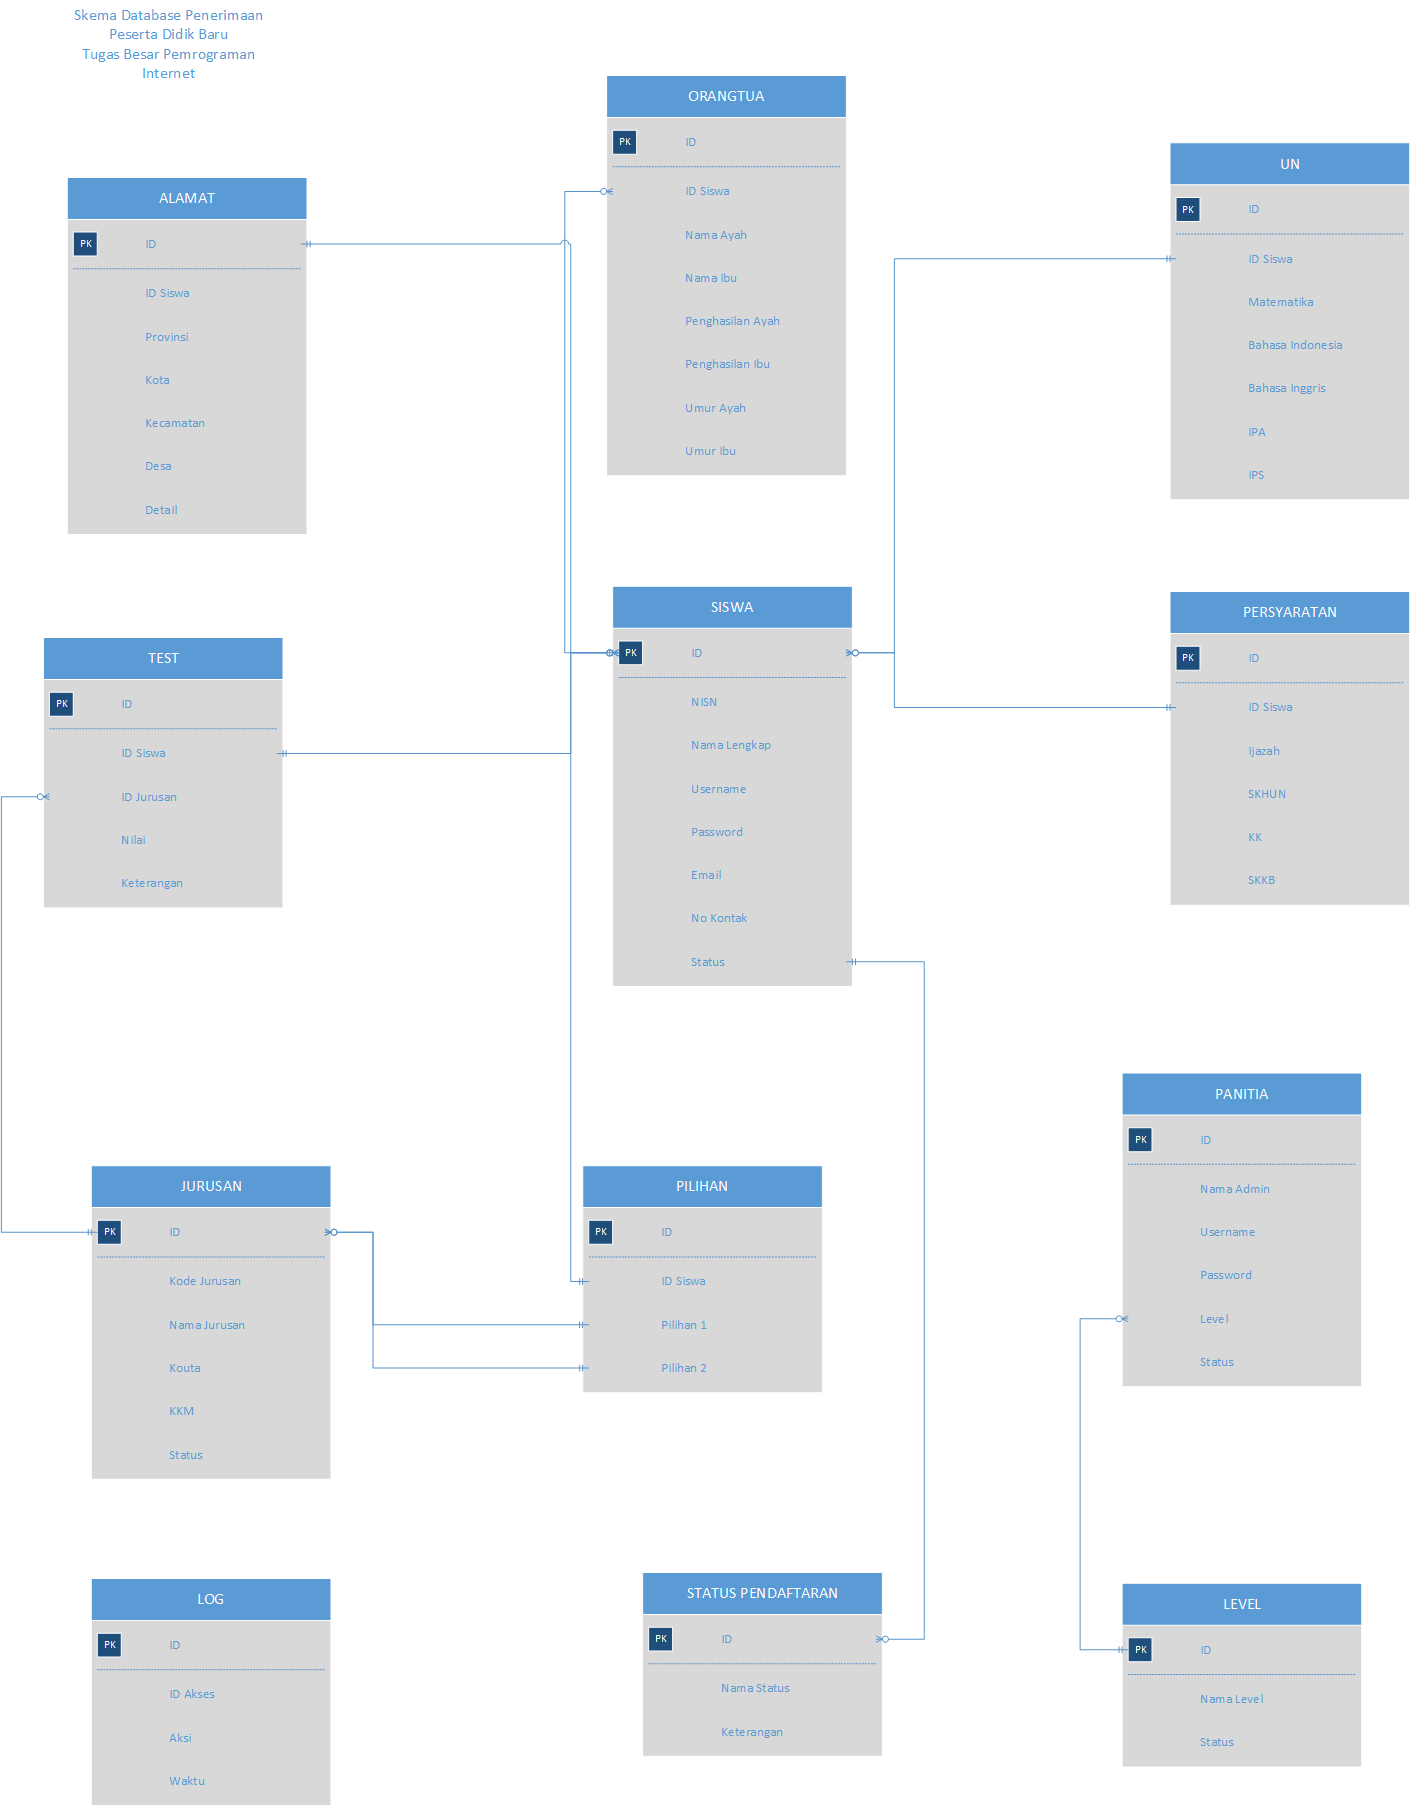 Skema Database Penerimaan
Peserta Didik Baru
Tugas Besar Pemrograman
Internet
ORANGTUA
PK ID
ID Siswa
Nama Ayah
Nama Ibu
Penghasilan Ayah
Penghasilan Ibu
Umur Ayah
Umur Ibu
UN
PK ID
ID Siswa
Matematika
Bahasa Indonesia
Bahasa Inggris
IPA
IPS
ALAMAT
PK ID
ID Siswa
Provinsi
Kota
Kecamatan
Desa
Detail
SISWA
PK ID
NISN
Nama Lengkap
Username
Password
Email
No Kontak
Status
PERSYARATAN
PK ID
ID Siswa
Ijazah
SKHUN
KK
SKKB
TEST
PK ID
ID Siswa
ID Jurusan
Nilai
Keterangan
PANITIA
PK ID
Nama Admin
Username
Password
Level
Status
JURUSAN
PK ID
Kode Jurusan
Nama Jurusan
Kouta
KKM
Status
PILIHAN
PK ID
ID Siswa
Pilihan 1
Pilihan 2
LOG
PK ID
ID Akses
Aksi
Waktu
STATUS PENDAFTARAN
PK ID
Nama Status
Keterangan
LEVEL
PK ID
Nama Level
Status